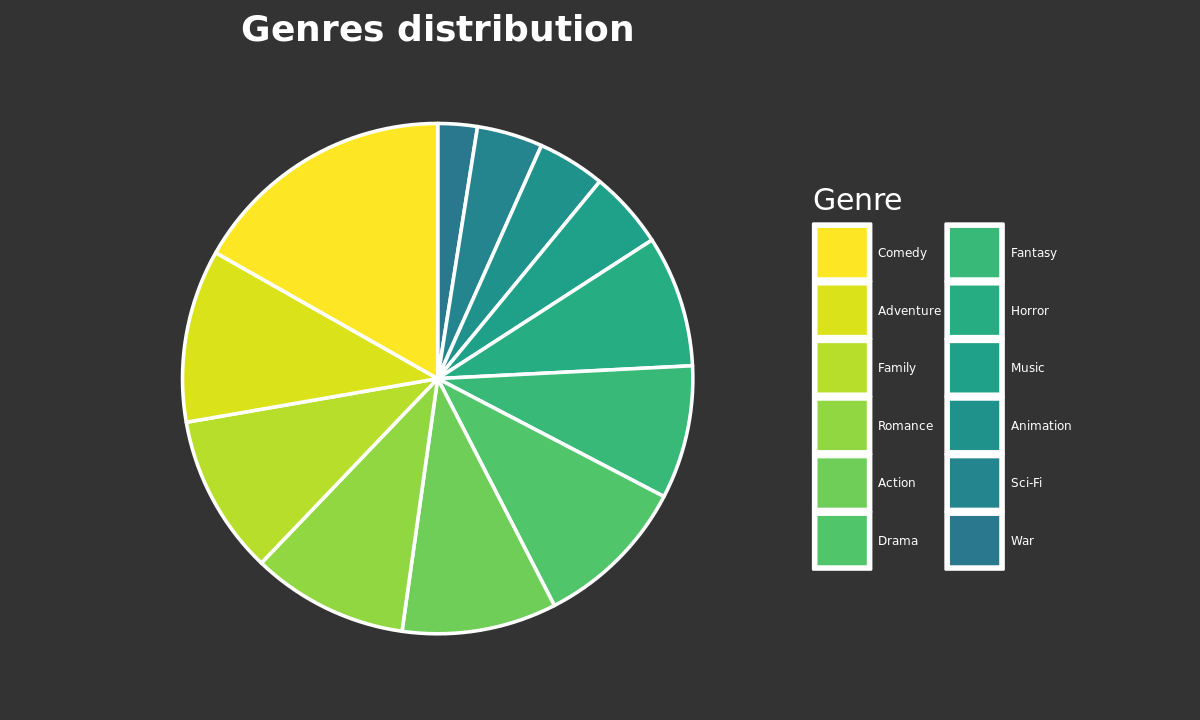 Genres distribution
Genre
Comedy
Adventure
Family
Romance
Action
Drama
Fantasy
Horror
Music
Animation
Sci-Fi
War